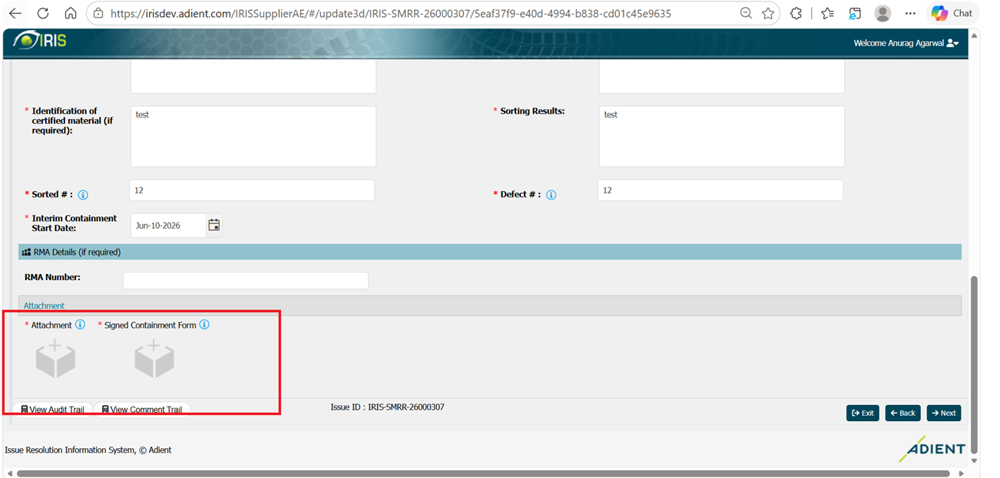 https://irisdev.adient.com/IRISSupplierAE/#/update3d/IRIS-SMRR-26000307/5eaf37f9-e40d-4994-b838-cd01c45e9635
Chat
IRIS
Welcome Anurag Agarwal
* Identification of
certified material (if
required):
test
* Sorting Results:
test
* Sorted # :
12
* Defect # :
12
* Interim Containment
Start Date:
Jun-10-2026
RMA Details (if required)
RMA Number:
Attachment
* Attachment
* Signed Containment Form
View Audit Trail
View Comment Trail
Issue ID : IRIS-SMRR-26000307
Exit
Back
Next
Issue Resolution Information System, © Adient
ADIENT